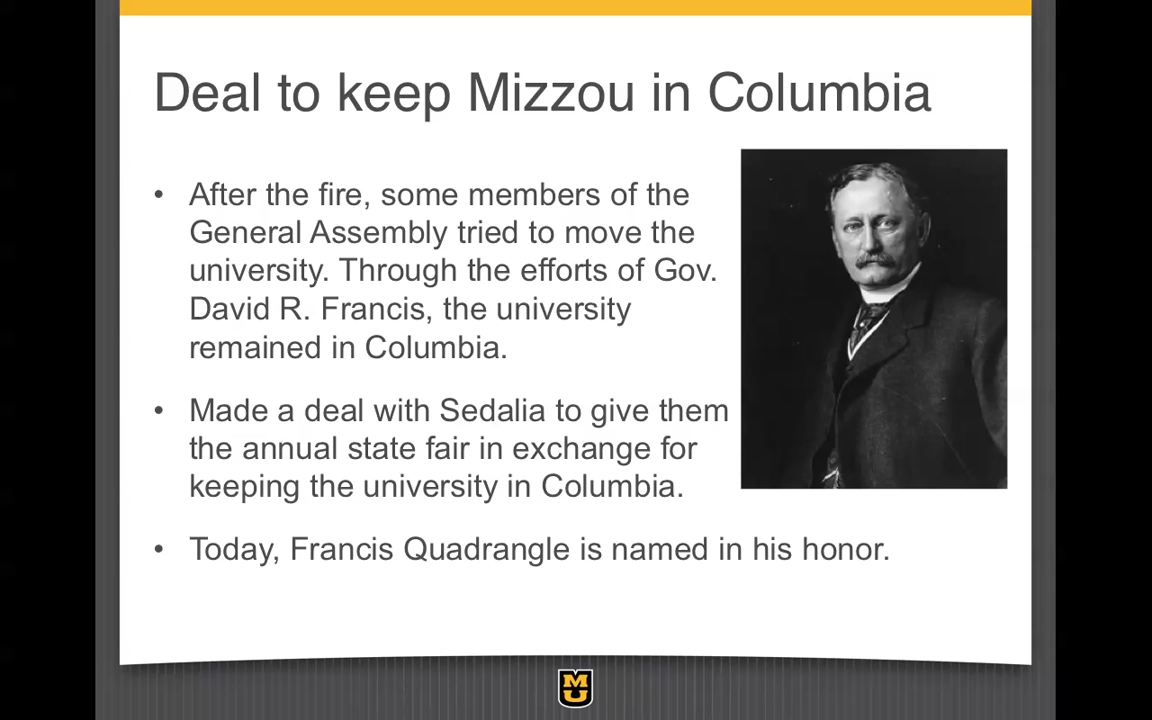 Deal to keep Mizzou in Columbia
• After the fire, some members of the
General Assembly tried to move the
university. Through the efforts of Gov.
David R. Francis, the university
remained in Columbia.
• Made a deal with Sedalia to give them
the annual state fair in exchange for
keeping the university in Columbia.
• Today, Francis Quadrangle is named in his honor.
MU